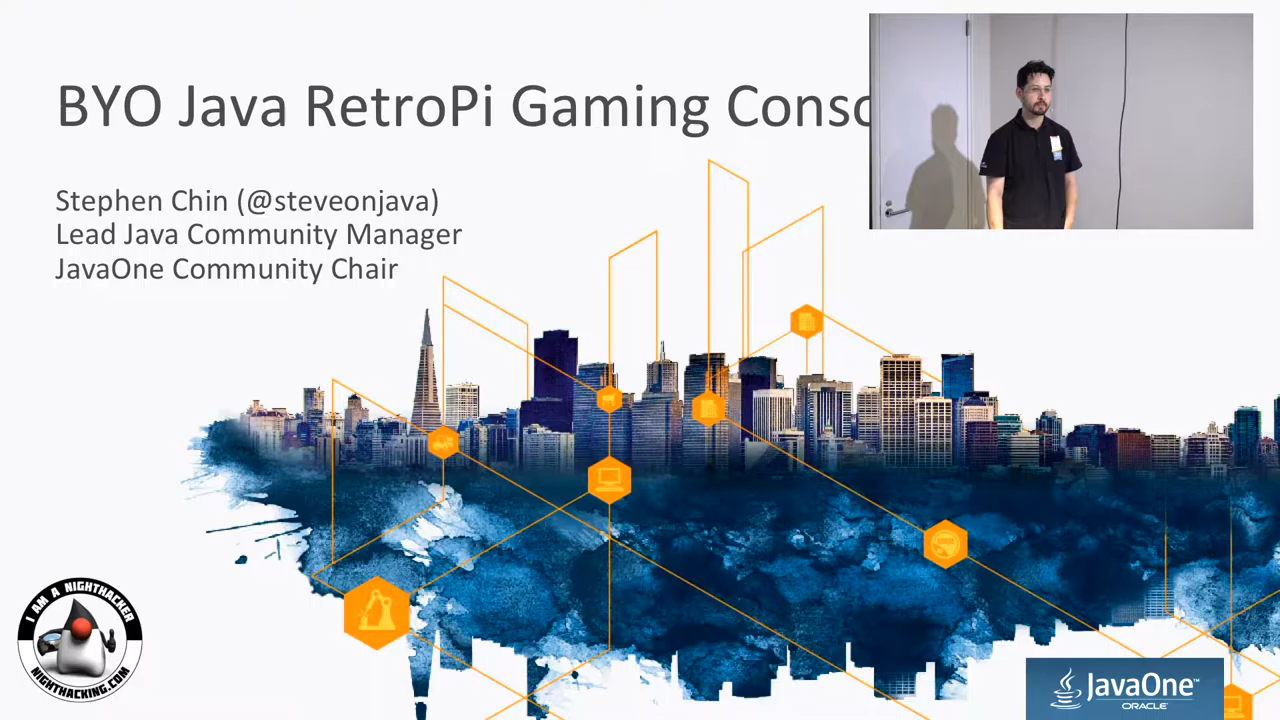 BYO Java RetroPi Gaming Conso
Stephen Chin (@steveonjava)
Lead Java Community Manager
JavaOne Community Chair
I AM A NIGHTHACKER
NIGHTHACKING.COM
JavaOne™
ORACLE